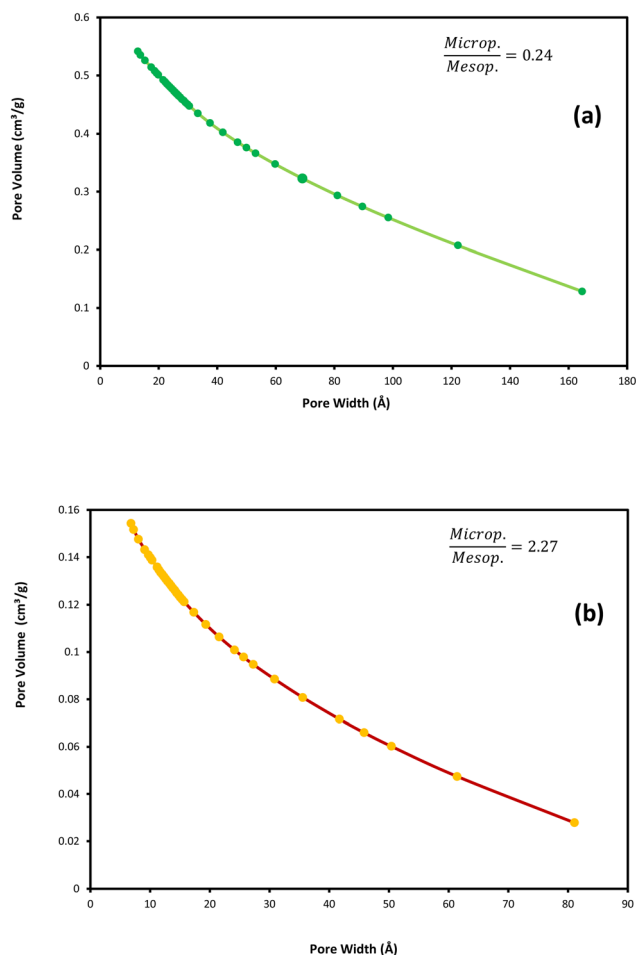 0.6
0.5
0.4
0.3
0.2
0.1
0
Pore Volume (cm³/g)
Microp.
Mesop. = 0.24
(a)
0 20 40 60 80 100 120 140 160 180
Pore Width (Å)
0.16
0.14
0.12
0.1
0.08
0.06
0.04
0.02
0
Pore Volume (cm³/g)
Microp.
Mesop. = 2.27
(b)
0 10 20 30 40 50 60 70 80 90
Pore Width (Å)